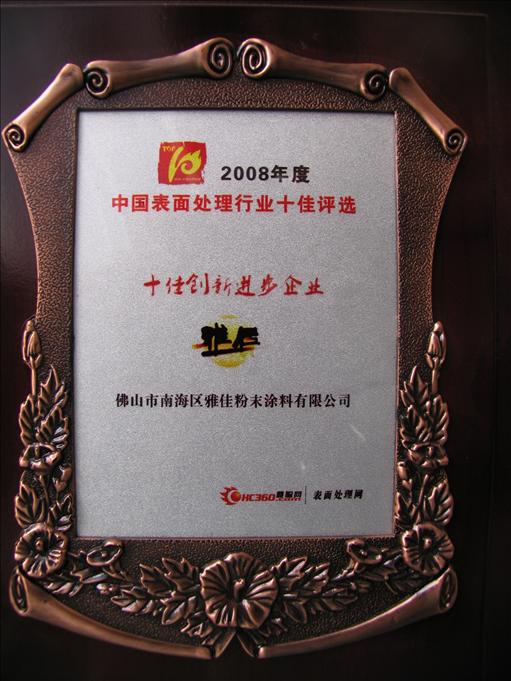 TOP
10
2008年度
中国表面处理行业十佳评选
十佳创新进步企业
雅佳
佛山市南海区雅佳粉末涂料有限公司
HC360慧聪网.com
表面处理网